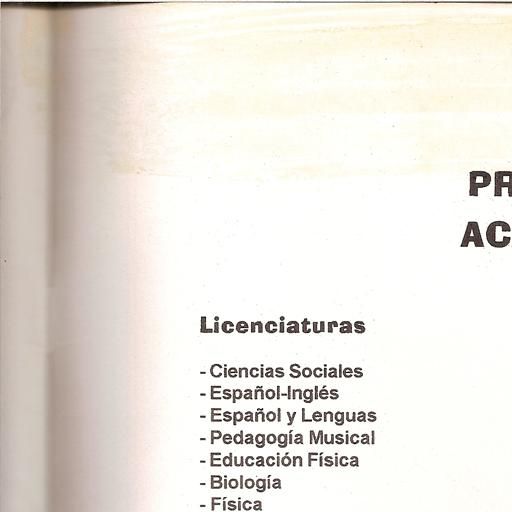 PR
AC
Licenciaturas
- Ciencias Sociales
- Español-Inglés
- Español y Lenguas
- Pedagogía Musical
- Educación Física
- Biología
- Física